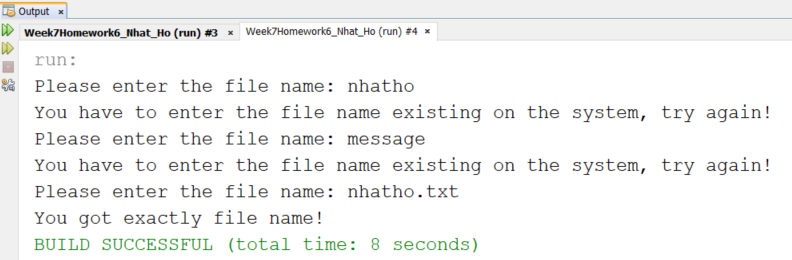 Output ×
Week7Homework6_Nhat_Ho (run) #3 × Week7Homework6_Nhat_Ho (run) #4 ×
run:
Please enter the file name: nhatho
You have to enter the file name existing on the system, try again!
Please enter the file name: message
You have to enter the file name existing on the system, try again!
Please enter the file name: nhatho.txt
You got exactly file name!
BUILD SUCCESSFUL (total time: 8 seconds)